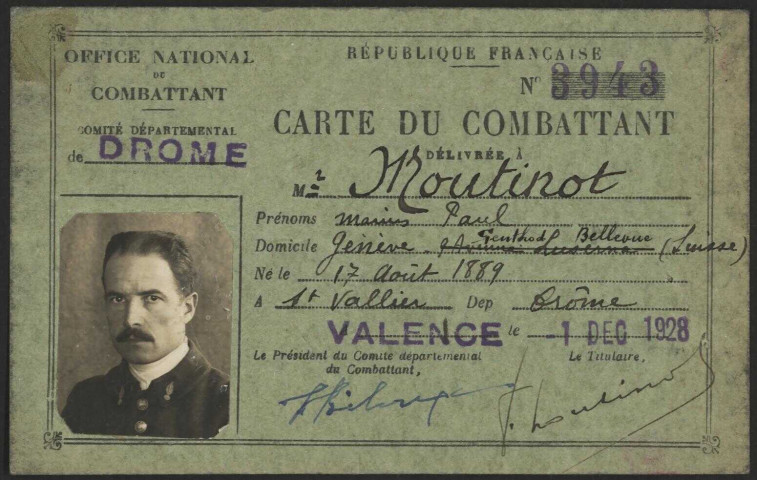 OFFICE NATIONAL
DU
COMBATTANT
COMITÉ DÉPARTEMENTAL
de DROME
RÉPUBLIQUE FRANÇAISE
N° 3943
CARTE DU COMBATTANT
DÉLIVRÉE À
Mr Moutinot
Prénoms Marius Paul
Domicile Genève Genthod Bellevue (Suisse)
Né le 17 août 1889
A St Vallier Dep Drôme
VALENCE le -1 DEC 1928
Le Président du Comité départemental
du Combattant,
Le Titulaire,